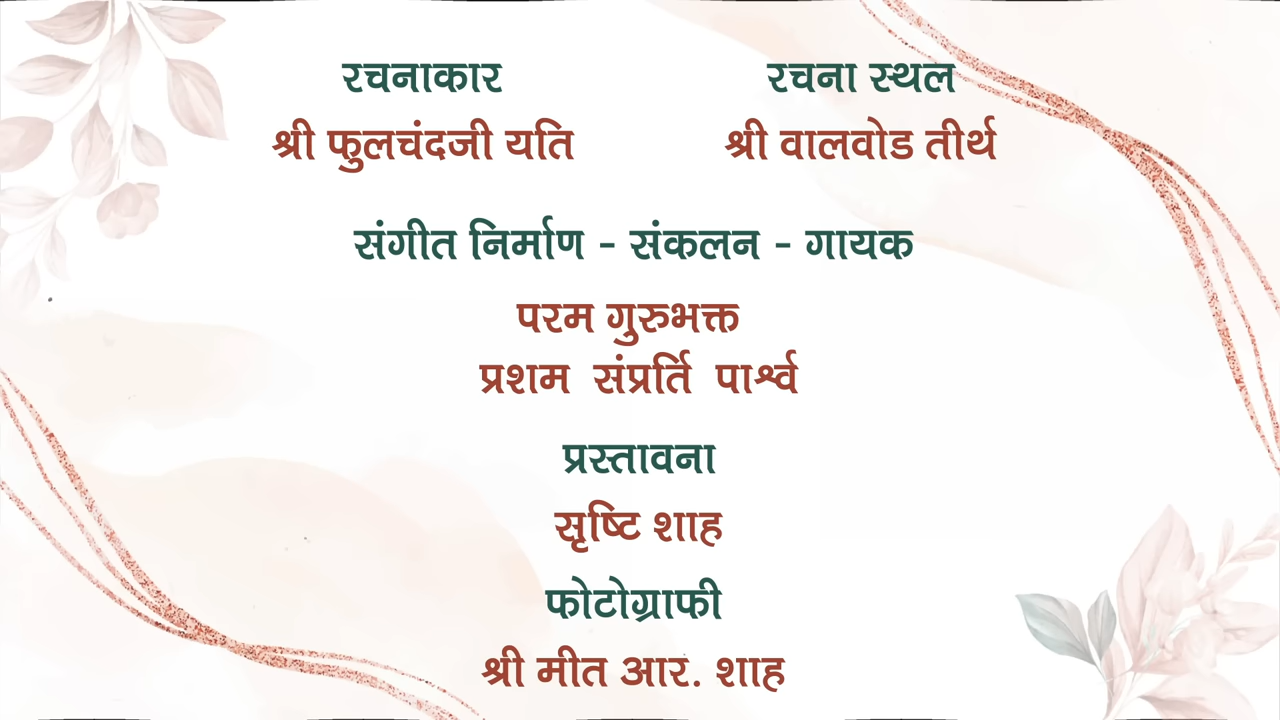 रचनाकार
रचना स्थल
श्री फुलचंदजी यति
श्री वालवोड तीर्थ
संगीत निर्माण - संकलन - गायक
परम गुरुभक्त
प्रशम संप्रर्ति पार्श्व
प्रस्तावना
सृष्टि शाह
फोटोग्राफी
श्री मीत आर. शाह